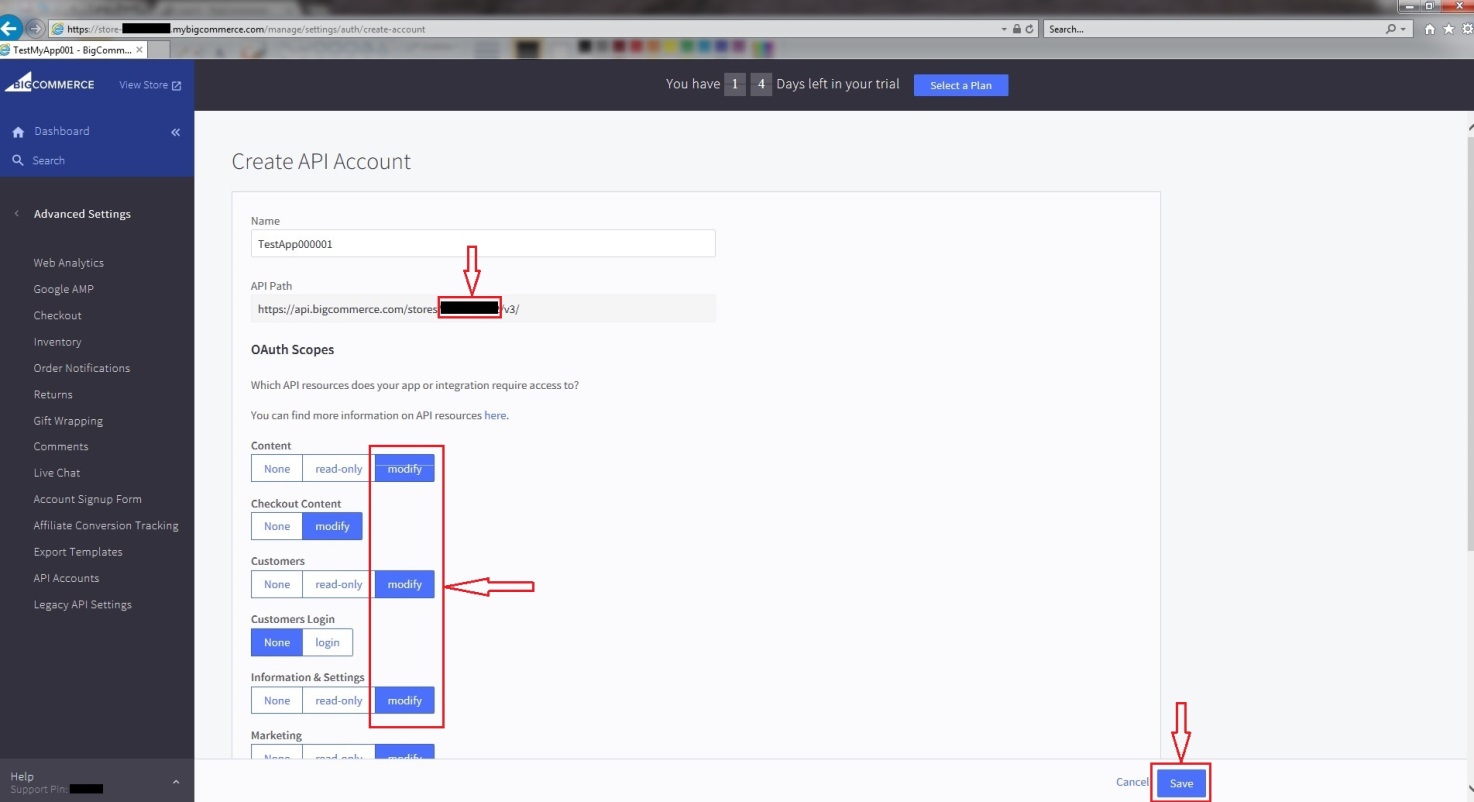 https://store- .mybigcommerce.com/manage/settings/auth/create-account
Search...
TestMyApp001 - BigComm...
BIGCOMMERCE
View Store
You have 1 4 Days left in your trial
Select a Plan
Dashboard
Search
Advanced Settings
Web Analytics
Google AMP
Checkout
Inventory
Order Notifications
Returns
Gift Wrapping
Comments
Live Chat
Account Signup Form
Affiliate Conversion Tracking
Export Templates
API Accounts
Legacy API Settings
Help
Support Pin:
Create API Account
Name
TestApp000001
API Path
https://api.bigcommerce.com/stores /v3/
OAuth Scopes
Which API resources does your app or integration require access to?
You can find more information on API resources here.
Content
None read-only modify
Checkout Content
None modify
Customers
None read-only modify
Customers Login
None login
Information & Settings
None read-only modify
Marketing
None read-only modify
Cancel Save